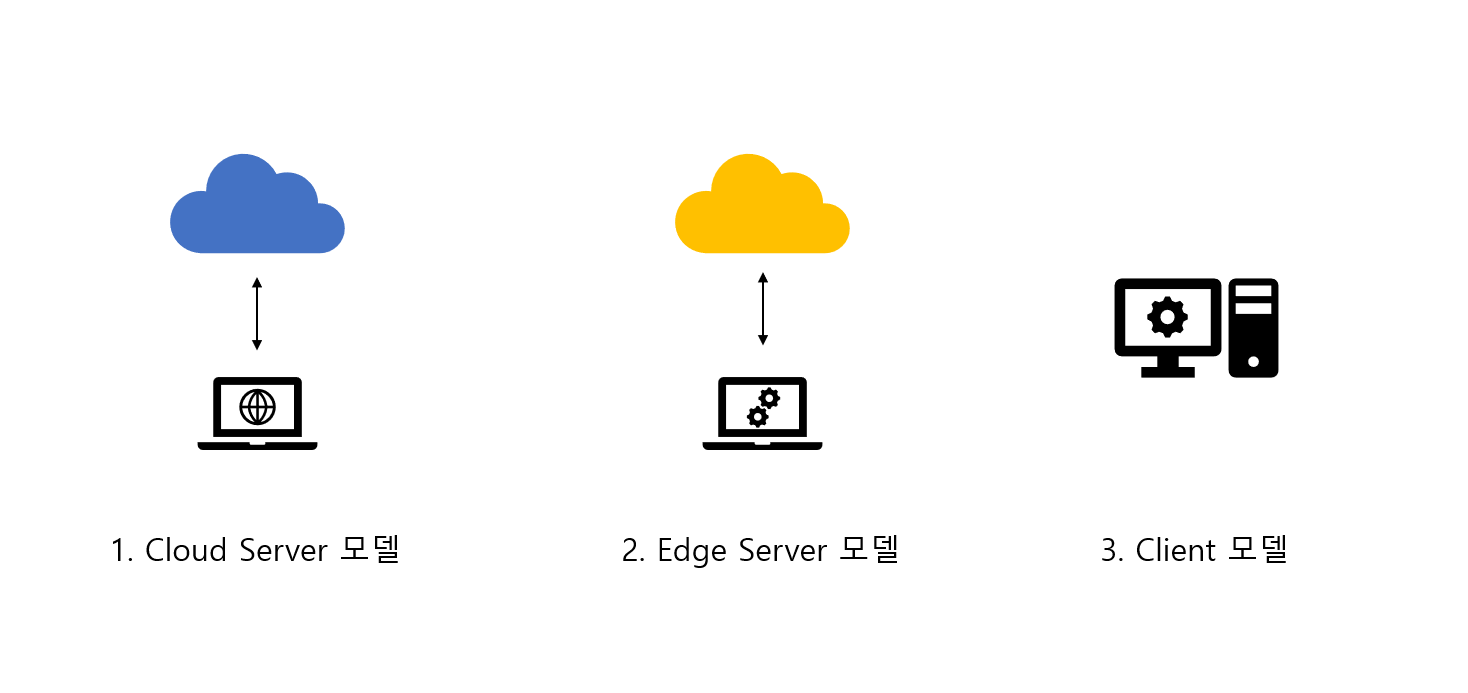 1. Cloud Server 모델
2. Edge Server 모델
3. Client 모델